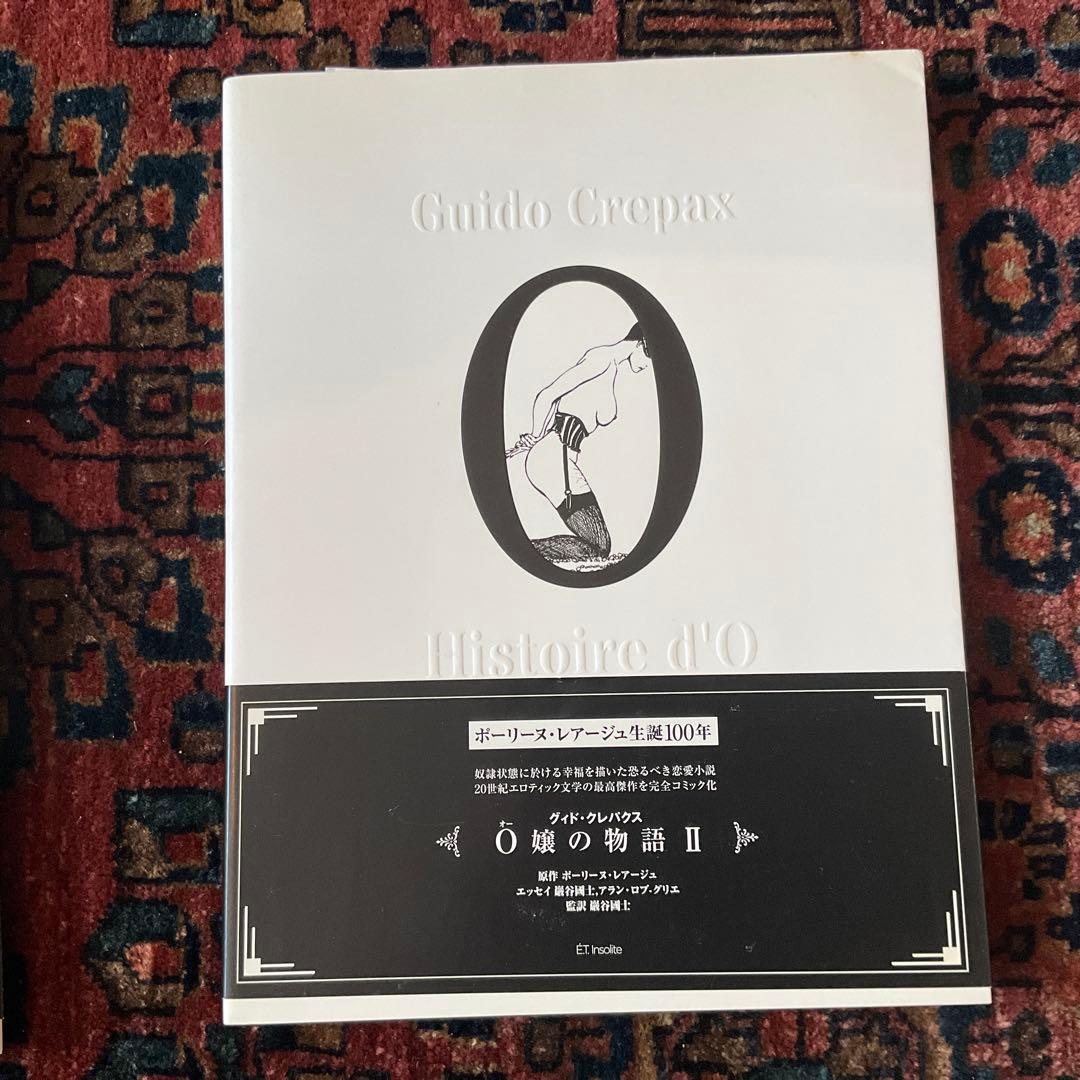 Guido Crepax
O
Histoire d'O
ポーリーヌ・レアージュ生誕100年
奴隷状態に於ける幸福を描いた恐るべき恋愛小説
20世紀エロティック文学の最高傑作を完全コミック化
グィド・クレパクス
オー
O嬢の物語 II
原作 ポーリーヌ・レアージュ
エッセイ 巖谷國士,アラン・ロブ・グリエ
監訳 巖谷國士
É.T. Insolite